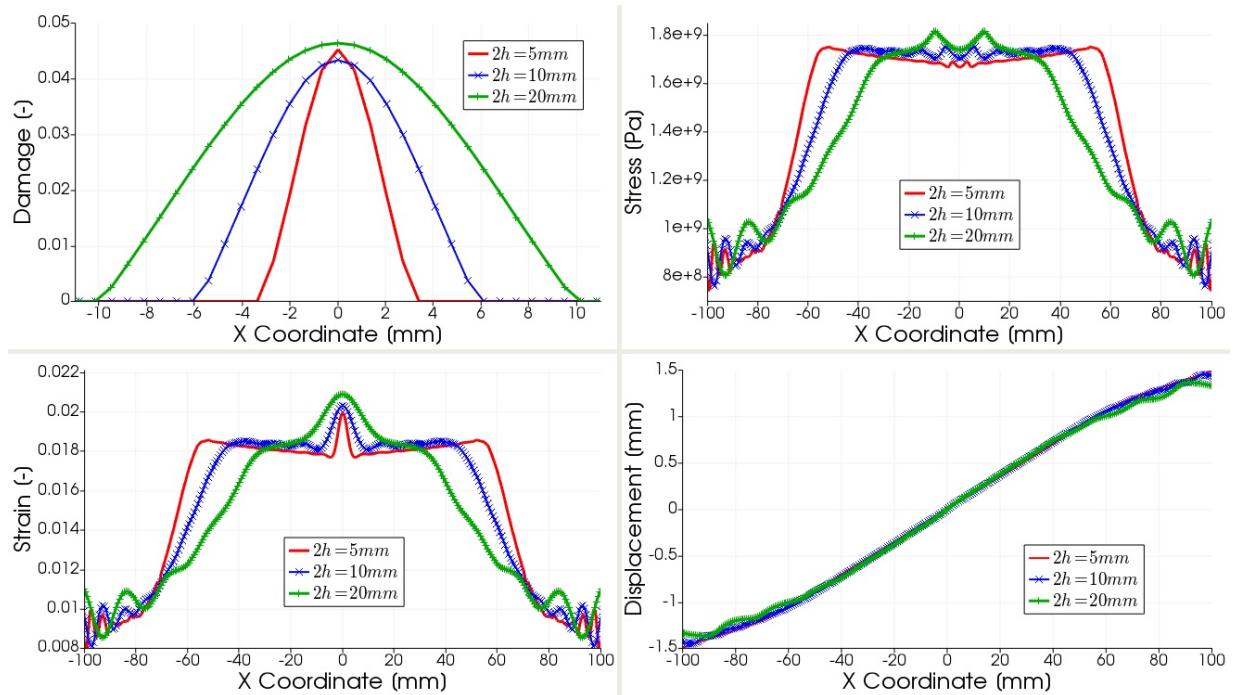 0.05
0.04
0.03
0.02
0.01
0
Damage (-)
2h = 5mm
2h = 10mm
2h = 20mm
-10 -8 -6 -4 -2 0 2 4 6 8 10
X Coordinate (mm)
1.8e+9
1.6e+9
1.4e+9
1.2e+9
1e+9
8e+8
Stress (Pa)
2h = 5mm
2h = 10mm
2h = 20mm
-100 -80 -60 -40 -20 0 20 40 60 80 100
X Coordinate (mm)
0.022
0.02
0.018
0.016
0.014
0.012
0.01
0.008
Strain (-)
2h = 5mm
2h = 10mm
2h = 20mm
-100 -80 -60 -40 -20 0 20 40 60 80 100
X Coordinate (mm)
1.5
1
0.5
0
-0.5
-1
-1.5
Displacement (mm)
2h = 5mm
2h = 10mm
2h = 20mm
-100 -80 -60 -40 -20 0 20 40 60 80 100
X Coordinate (mm)